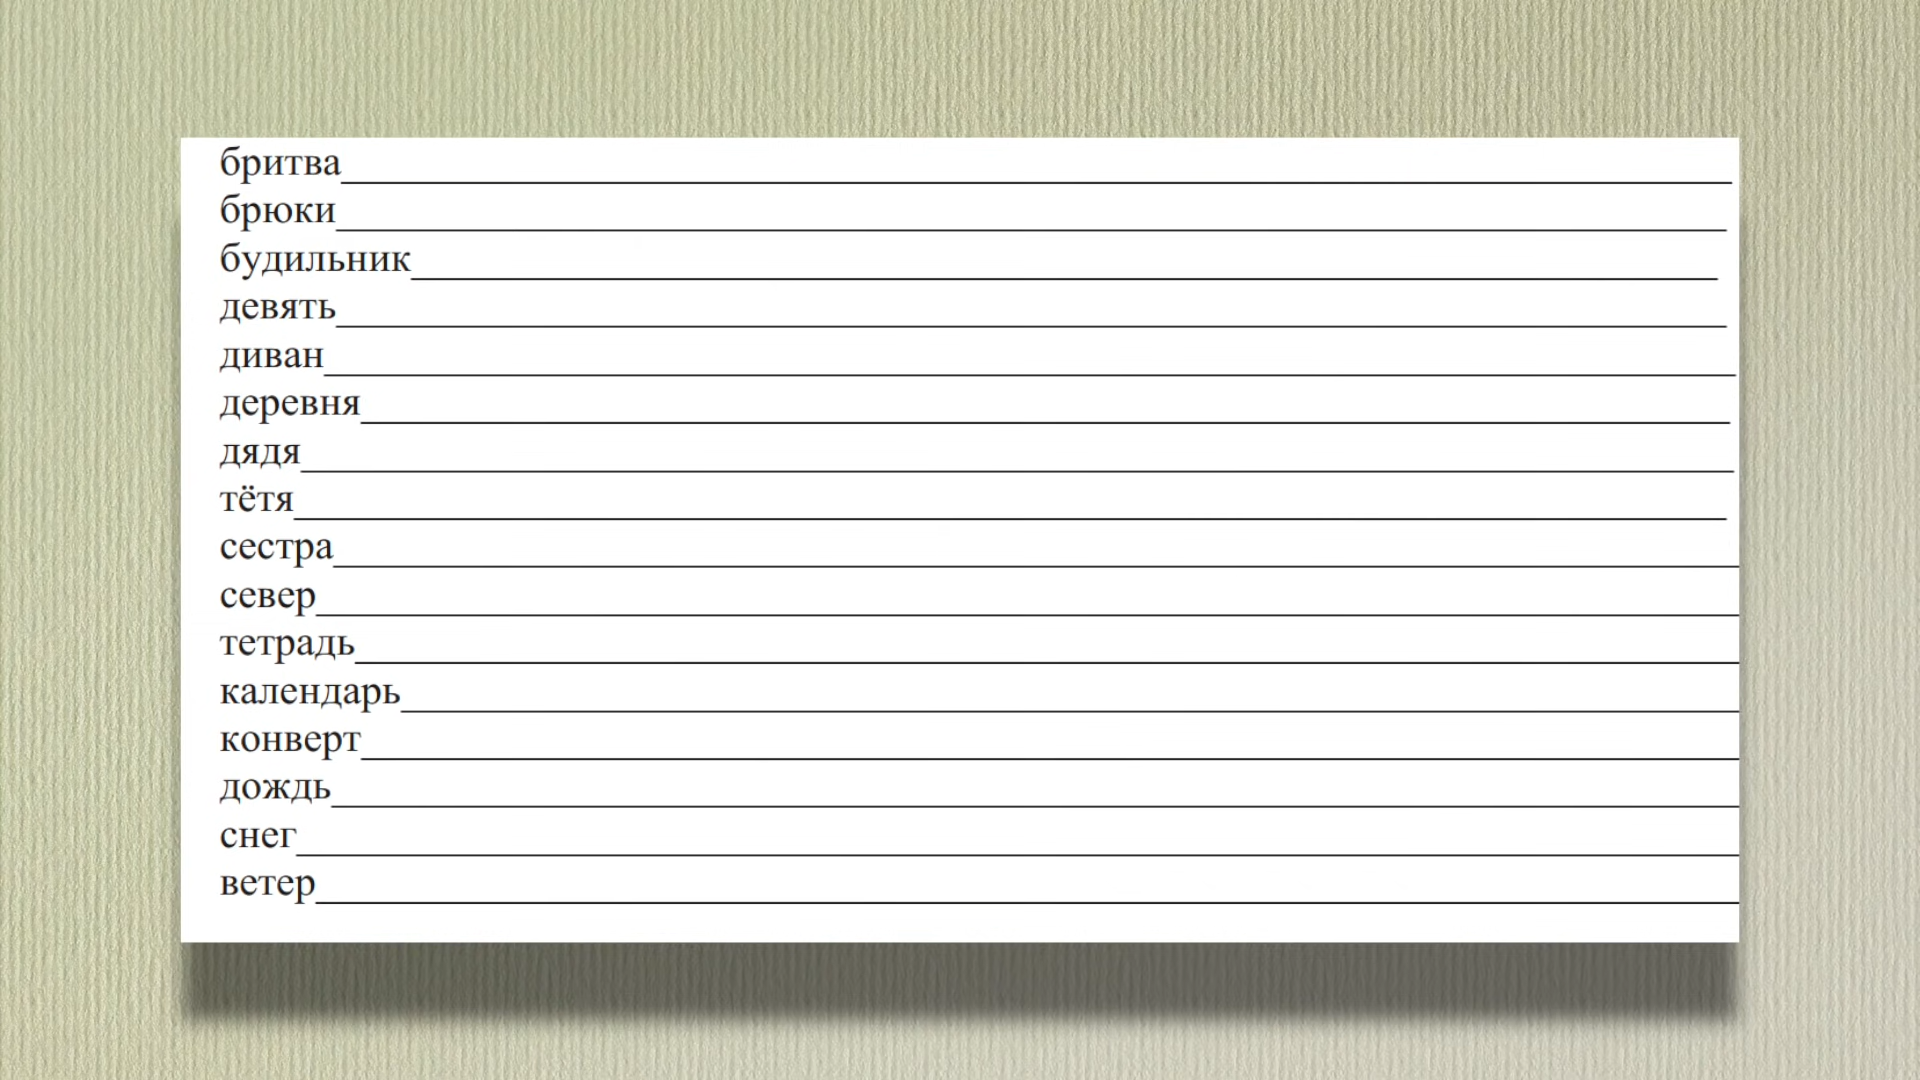 бритва
брюки
будильник
девять
диван
деревня
дядя
тётя
сестра
север
тетрадь
календарь
конверт
дождь
снег
ветер